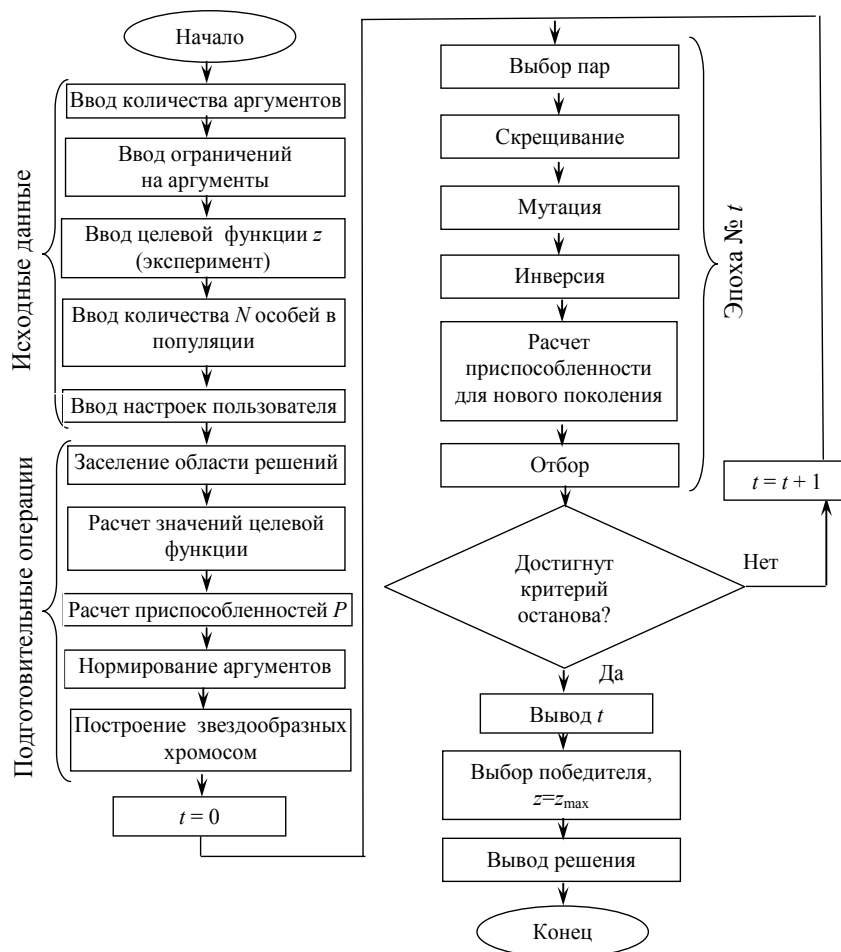 Начало
Ввод количества аргументов
Ввод ограничений
на аргументы
Ввод целевой функции z
(эксперимент)
Ввод количества N особей в
популяции
Ввод настроек пользователя
Исходные данные
Заселение области решений
Расчет значений целевой
функции
Расчет приспособленностей P
Нормирование аргументов
Построение звездообразных
хромосом
Подготовительные операции
t = 0
Выбор пар
Скрещивание
Мутация
Инверсия
Расчет
приспособленности
для нового поколения
Отбор
Эпоха № t
t = t + 1
Достигнут
критерий
останова?
Нет
Да
Вывод t
Выбор победителя,
z=zmax
Вывод решения
Конец